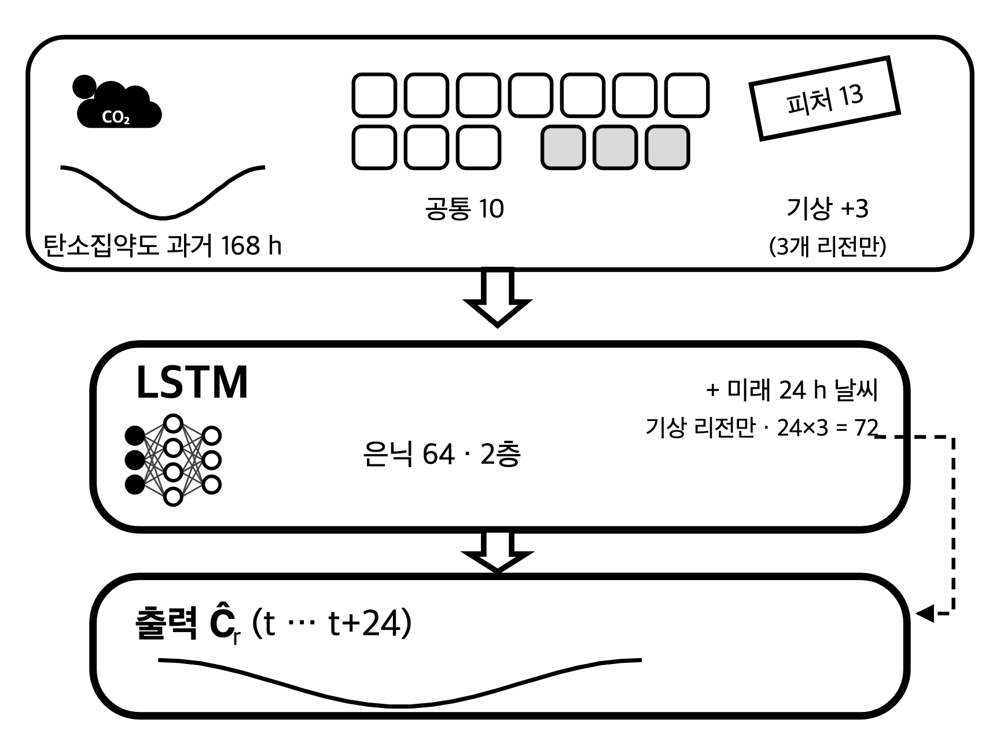 CO₂
피처 13
공통 10
기상 +3
탄소집약도 과거 168 h
(3개 리전만)
LSTM
+ 미래 24 h 날씨
기상 리전만 · 24×3 = 72
은닉 64 · 2층
출력 Ĉr (t ⋯ t+24)